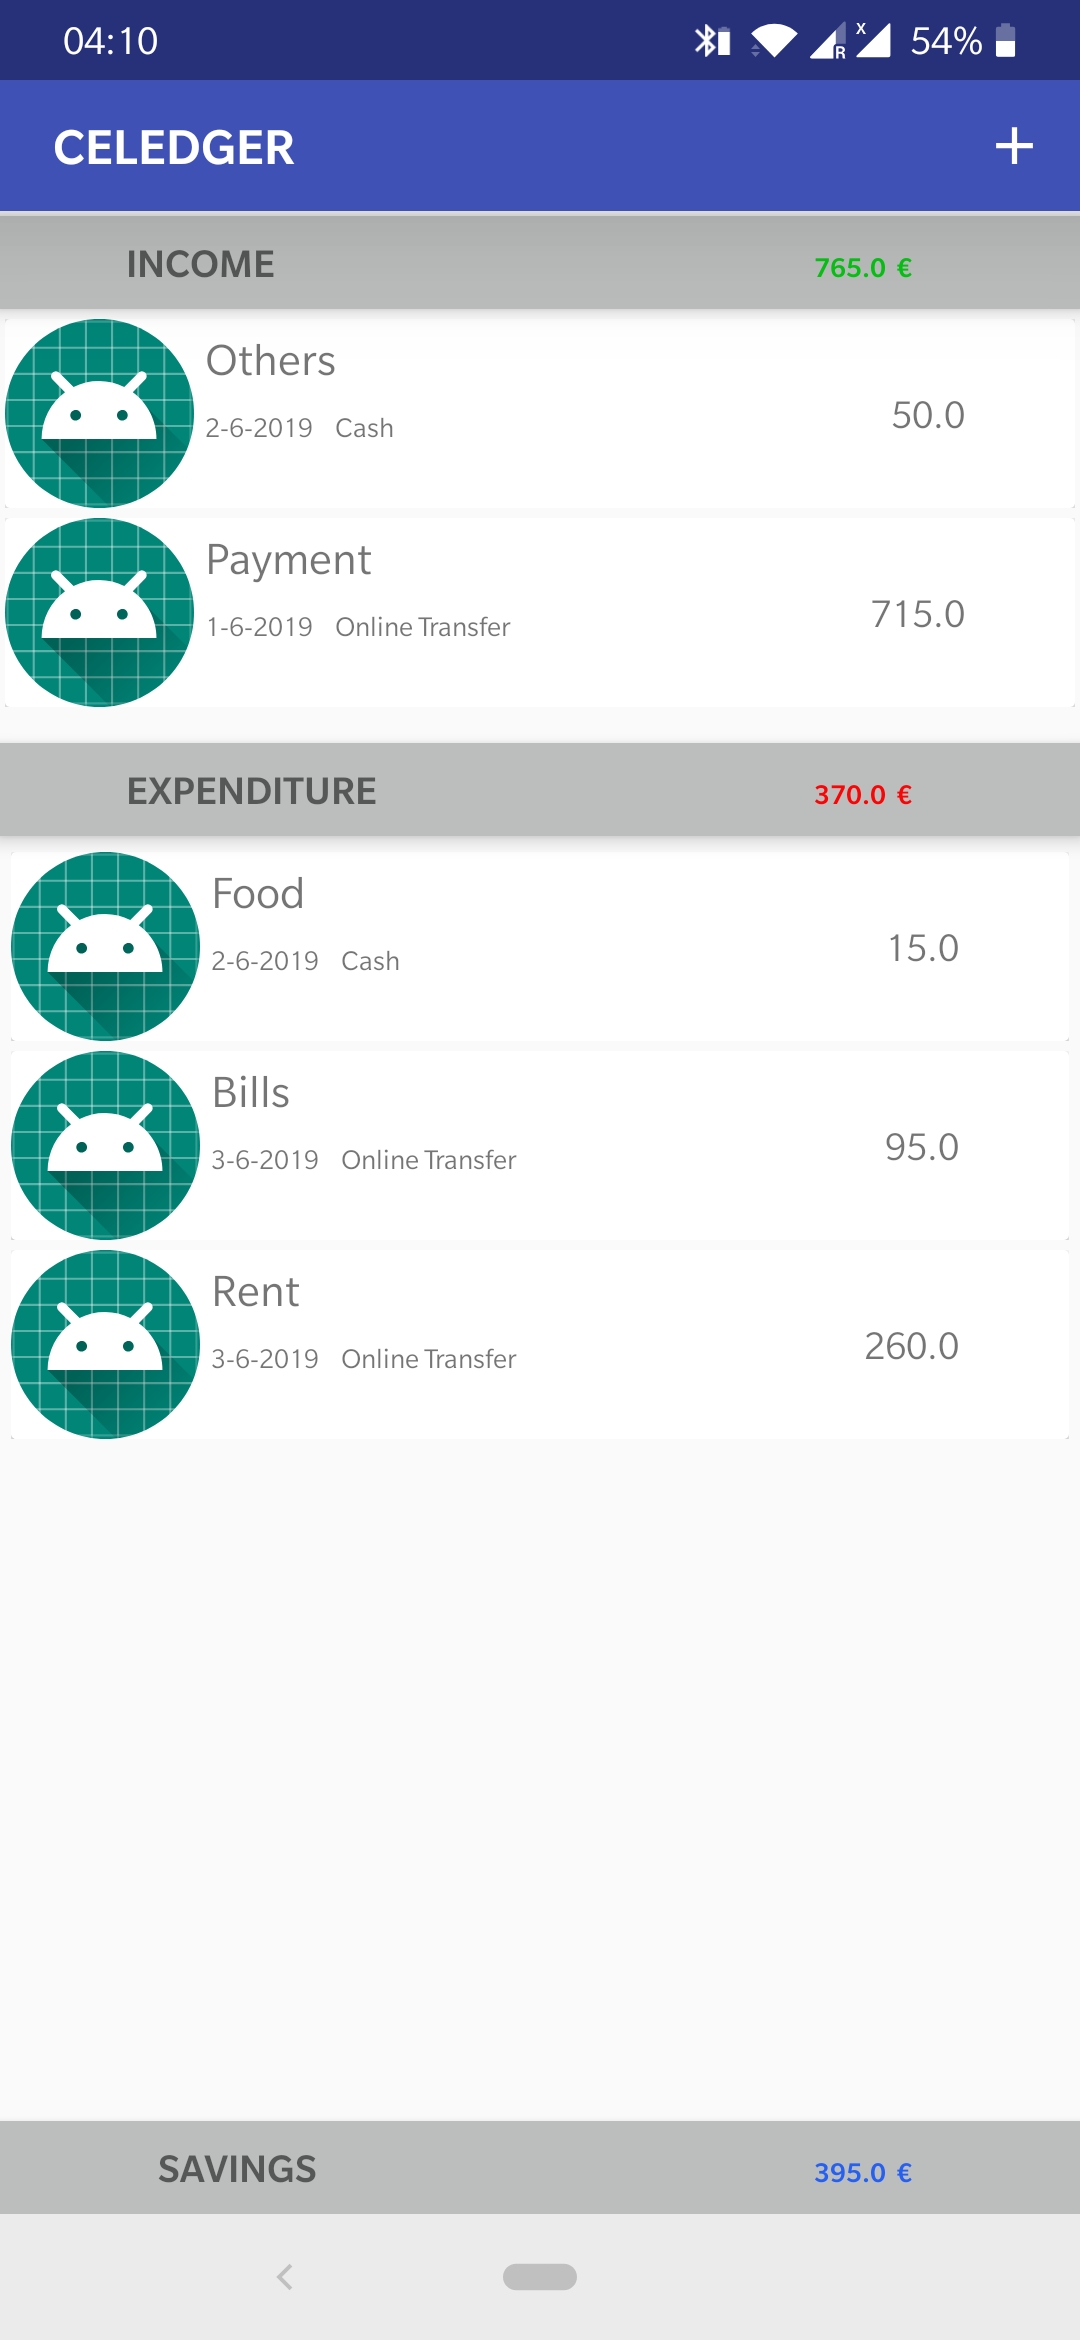 04:10 R X 54%
CELEDGER +
INCOME 765.0 €
Others
2-6-2019 Cash 50.0
Payment
1-6-2019 Online Transfer 715.0
EXPENDITURE 370.0 €
Food
2-6-2019 Cash 15.0
Bills
3-6-2019 Online Transfer 95.0
Rent
3-6-2019 Online Transfer 260.0
SAVINGS 395.0 €